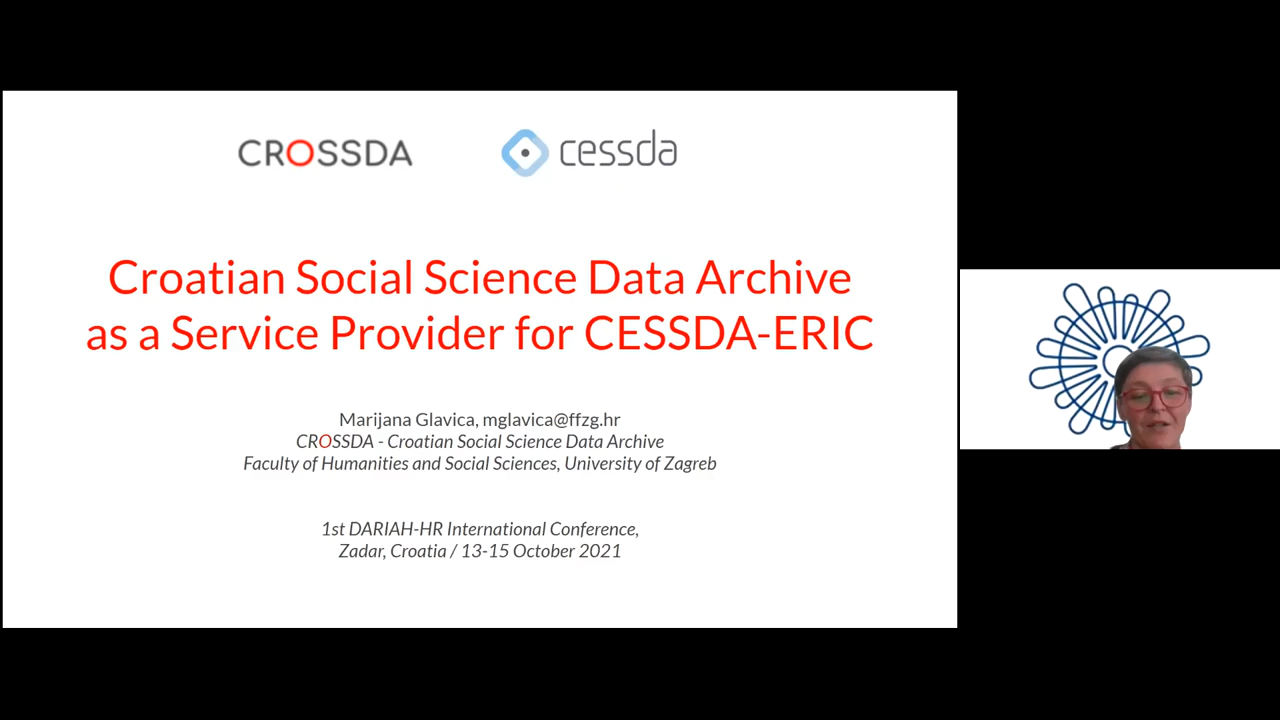 CROSSDA
cessda
Croatian Social Science Data Archive
as a Service Provider for CESSDA-ERIC
Marijana Glavica, mglavica@ffzg.hr
CROSSDA - Croatian Social Science Data Archive
Faculty of Humanities and Social Sciences, University of Zagreb
1st DARIAH-HR International Conference,
Zadar, Croatia / 13-15 October 2021